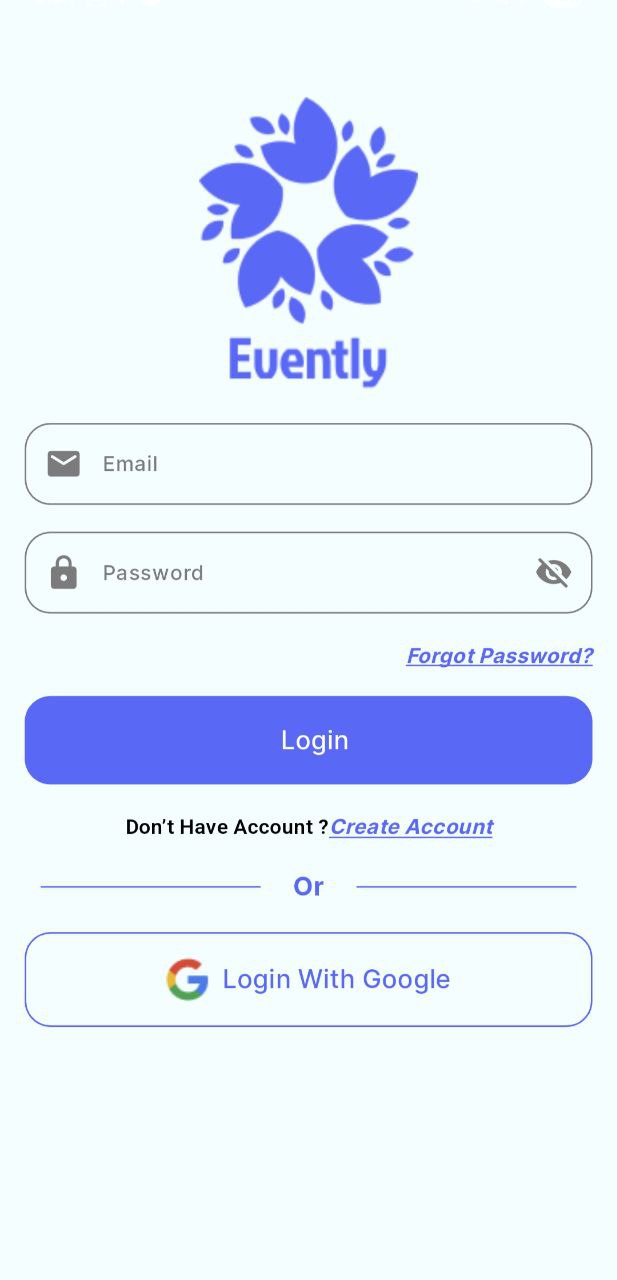 Evently
Email
Password
Forgot Password?
Login
Don’t Have Account ?Create Account
Or
Login With Google